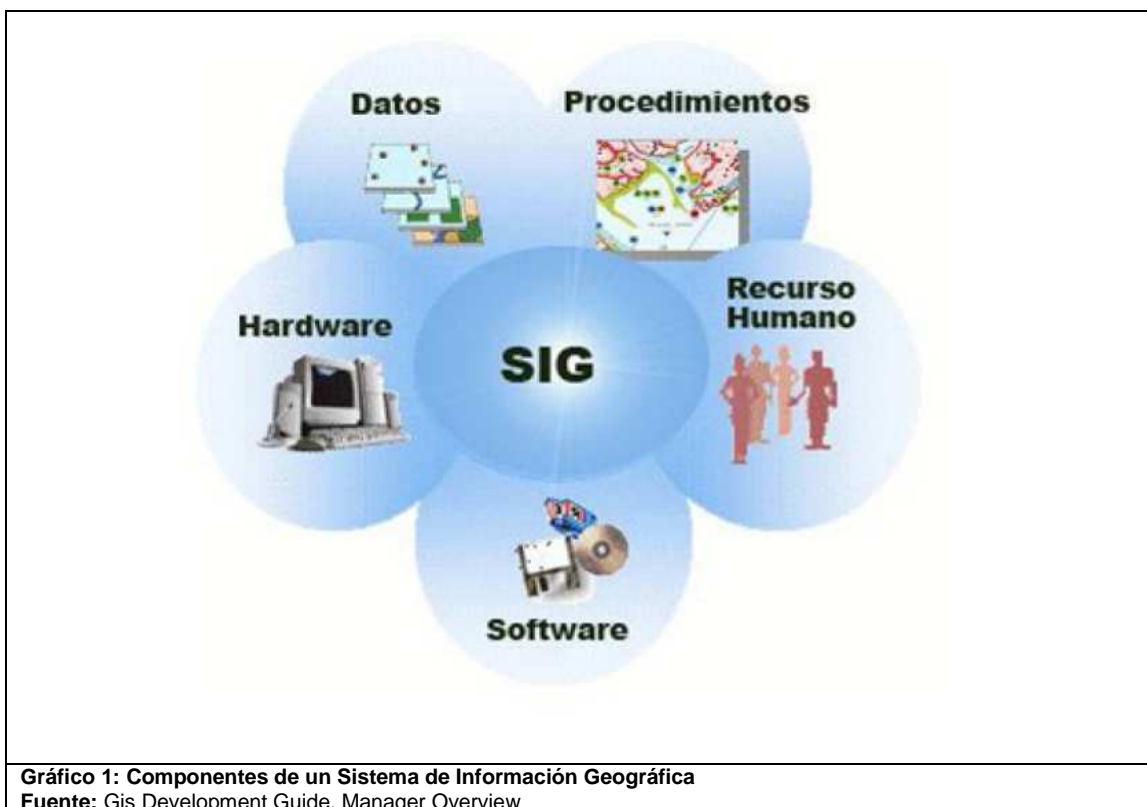 Datos
Procedimientos
Hardware
SIG
Recurso
Humano
Software
Gráfico 1: Componentes de un Sistema de Información Geográfica
Fuente: Gis Development Guide. Manager Overview